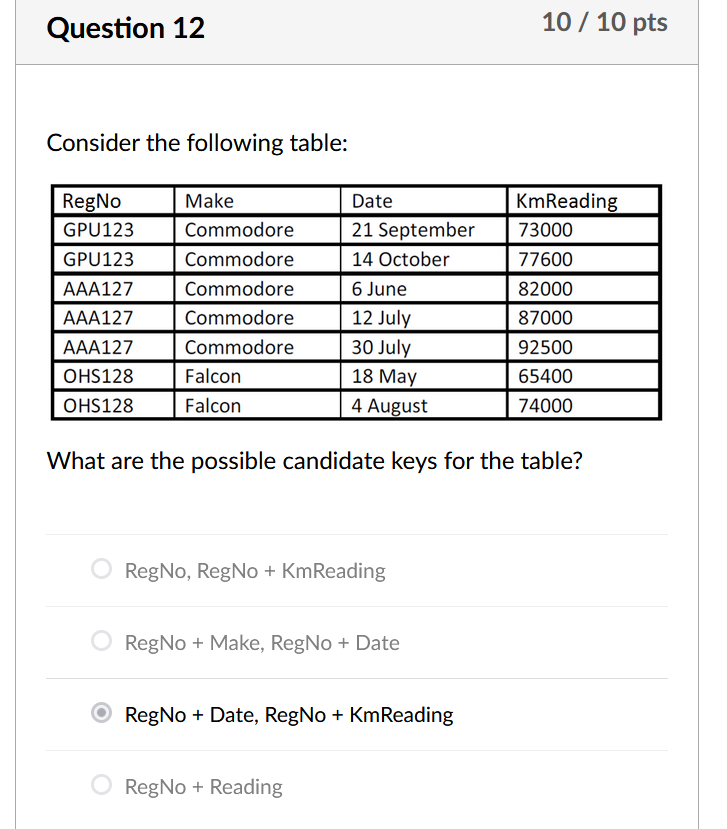 Question 12
10 / 10 pts
Consider the following table:
RegNo Make Date KmReading
GPU123 Commodore 21 September 73000
GPU123 Commodore 14 October 77600
AAA127 Commodore 6 June 82000
AAA127 Commodore 12 July 87000
AAA127 Commodore 30 July 92500
OHS128 Falcon 18 May 65400
OHS128 Falcon 4 August 74000
What are the possible candidate keys for the table?
RegNo, RegNo + KmReading
RegNo + Make, RegNo + Date
RegNo + Date, RegNo + KmReading
RegNo + Reading